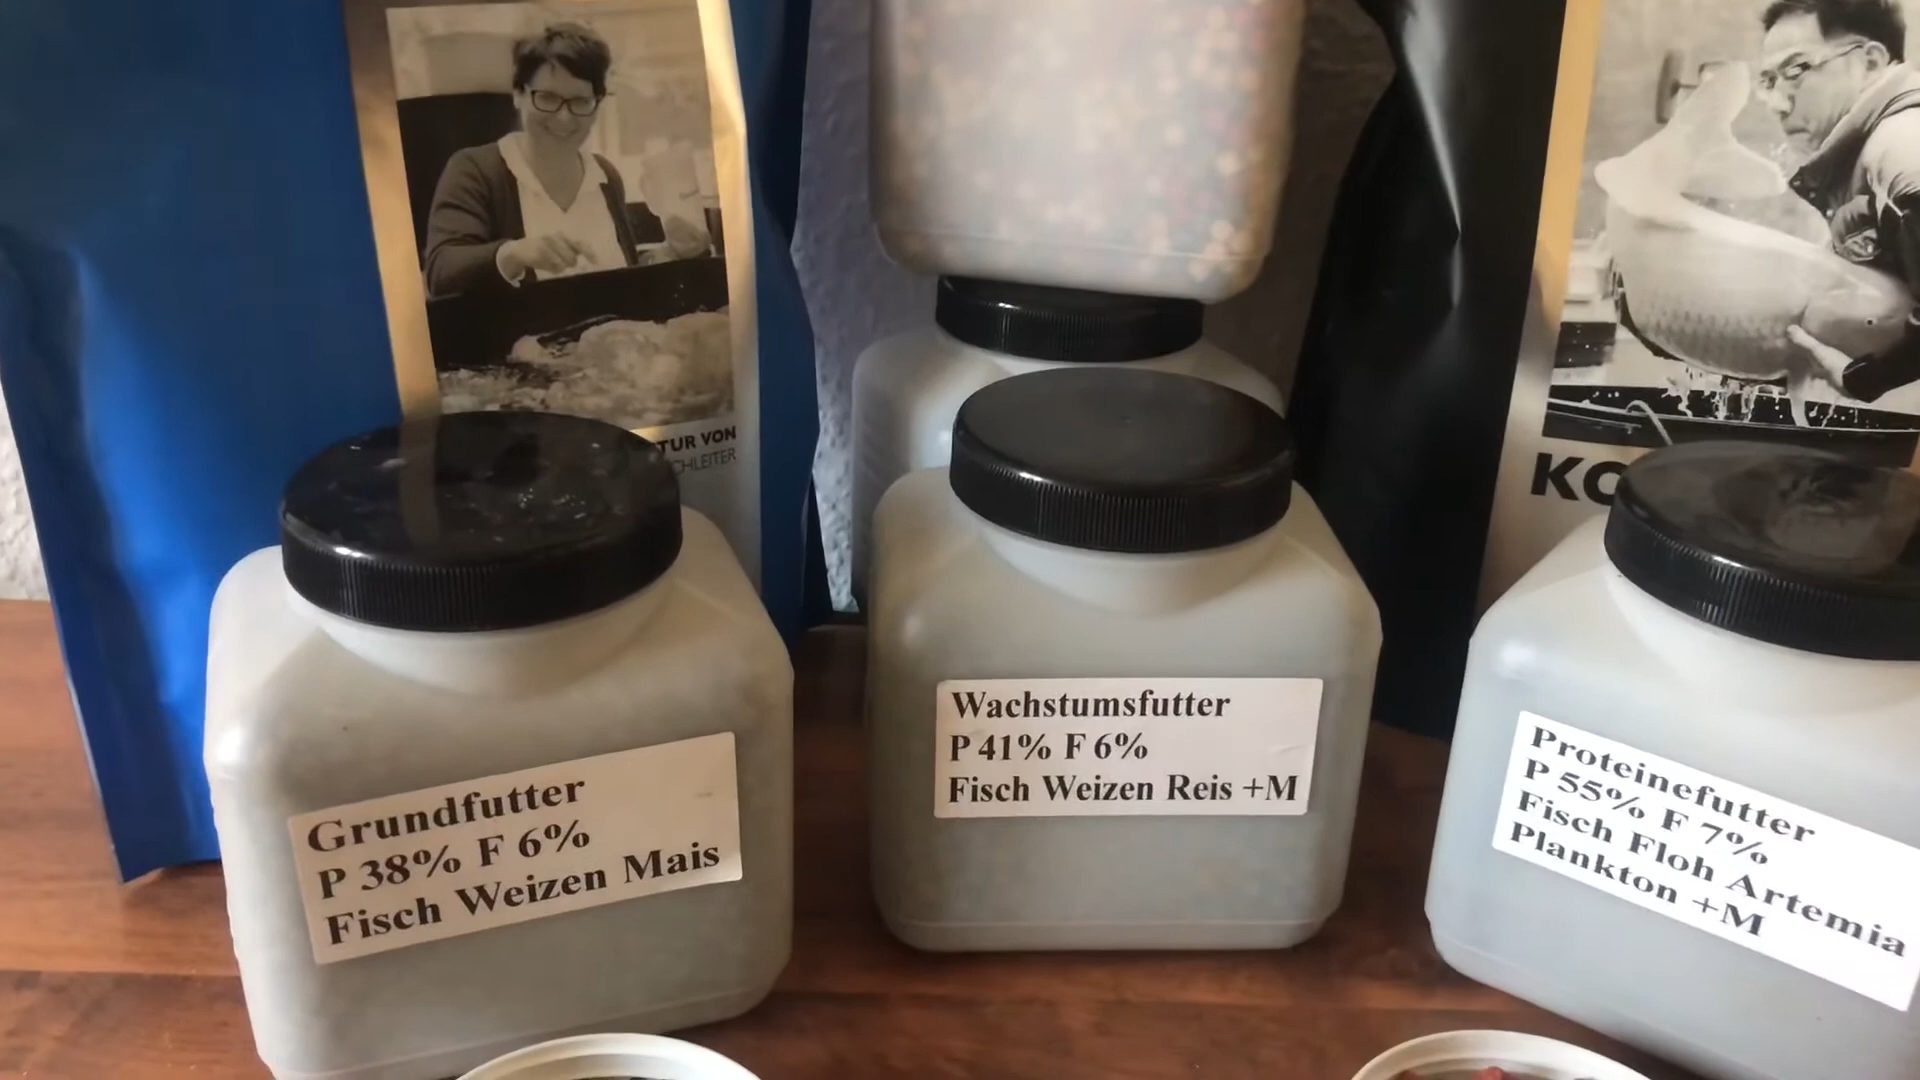 TUR VON
CHLEITER
KO
Grundfutter
P 38% F 6%
Fisch Weizen Mais
Wachstumsfutter
P 41% F 6%
Fisch Weizen Reis +M
Proteinefutter
P 55% F 7%
Fisch Floh Artemia
Plankton +M